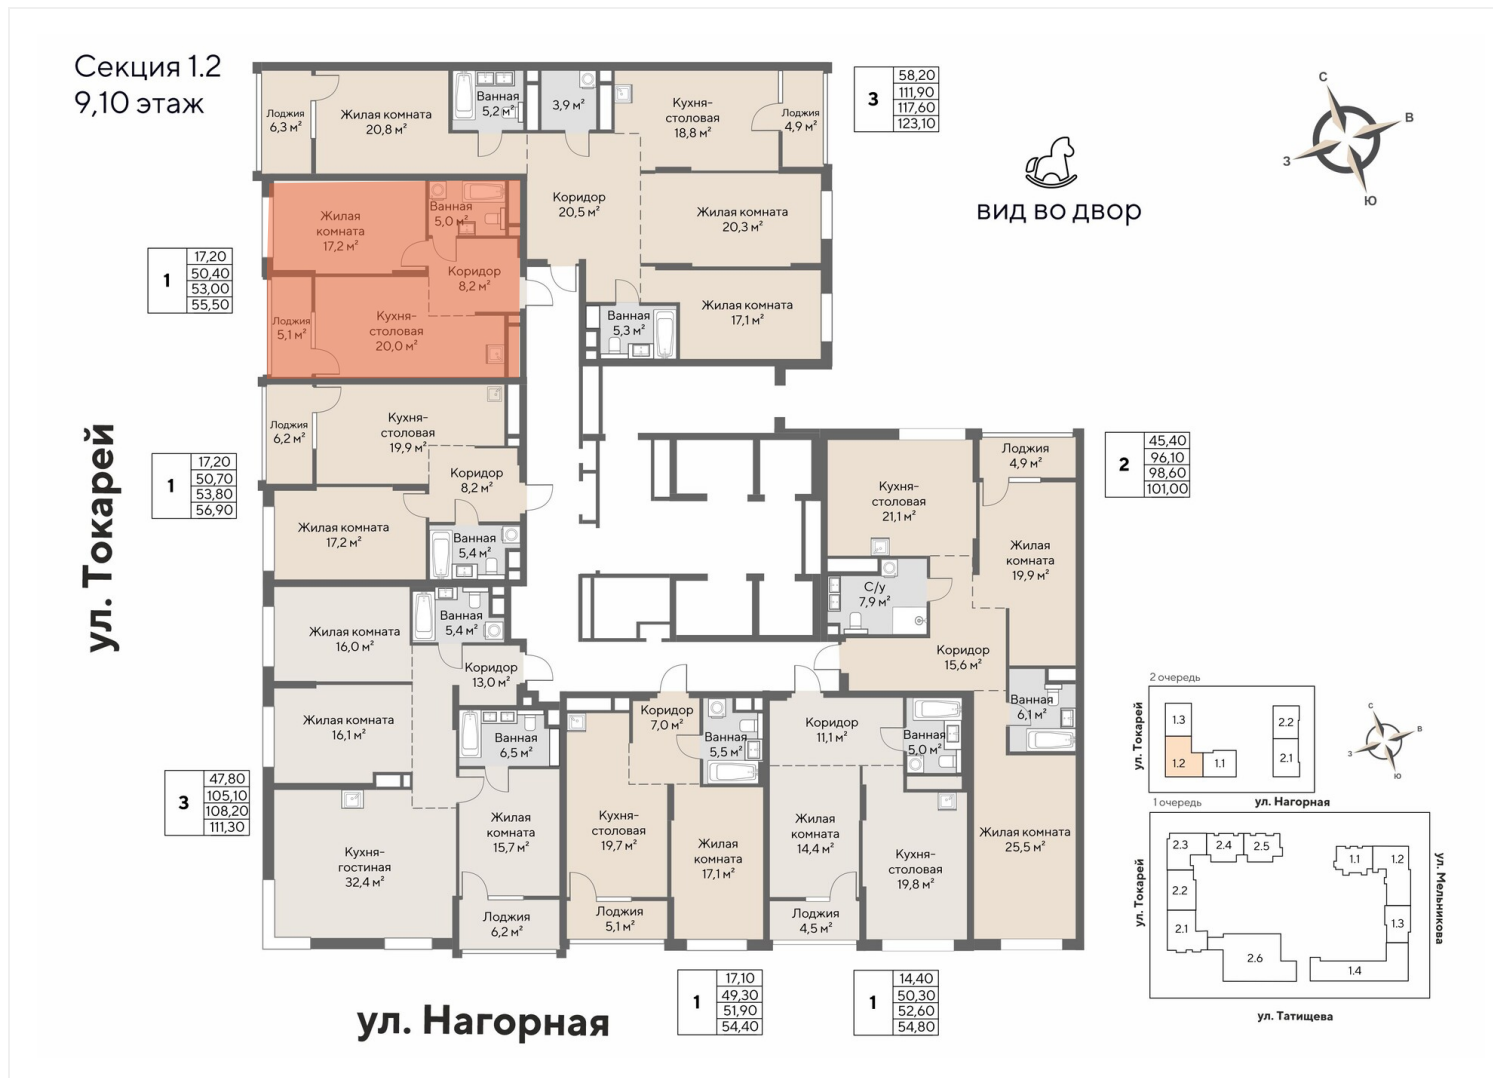 Секция 1.2
9,10 этаж
Лоджия
6,3 м²
Жилая комната
20,8 м²
Ванная
5,2 м²
3,9 м²
Кухня-
столовая
18,8 м²
Лоджия
4,9 м²
3
58,20
111,90
117,60
123,10
С
В
З
Ю
вид во двор
Коридор
20,5 м²
Жилая комната
20,3 м²
Жилая комната
17,1 м²
Ванная
5,3 м²
1
17,20
50,40
53,00
55,50
Жилая
комната
17,2 м²
Ванная
5,0 м²
Коридор
8,2 м²
Лоджия
5,1 м²
Кухня-
столовая
20,0 м²
ул. Токарей
1
17,20
50,70
53,80
56,90
Лоджия
6,2 м²
Кухня-
столовая
19,9 м²
Коридор
8,2 м²
Жилая комната
17,2 м²
Ванная
5,4 м²
2
45,40
96,10
98,60
101,00
Лоджия
4,9 м²
Кухня-
столовая
21,1 м²
Жилая
комната
19,9 м²
С/у
7,9 м²
Коридор
15,6 м²
Ванная
6,1 м²
Жилая комната
25,5 м²
Жилая комната
16,0 м²
Ванная
5,4 м²
Коридор
13,0 м²
Жилая комната
16,1 м²
Ванная
6,5 м²
3
47,80
105,10
108,20
111,30
Кухня-
гостиная
32,4 м²
Жилая
комната
15,7 м²
Лоджия
6,2 м²
Коридор
7,0 м²
Ванная
5,5 м²
Кухня-
столовая
19,7 м²
Жилая
комната
17,1 м²
Лоджия
5,1 м²
Коридор
11,1 м²
Ванная
5,0 м²
Жилая
комната
14,4 м²
Кухня-
столовая
19,8 м²
Лоджия
4,5 м²
ул. Нагорная
1
17,10
49,30
51,90
54,40
1
14,40
50,30
52,60
54,80
2 очередь
ул. Токарей
1.3
1.2
1.1
2.2
2.1
С
В
З
Ю
ул. Нагорная
1 очередь
ул. Токарей
2.3
2.4
2.5
2.2
2.1
2.6
1.1
1.2
1.3
1.4
ул. Мельникова
ул. Татищева